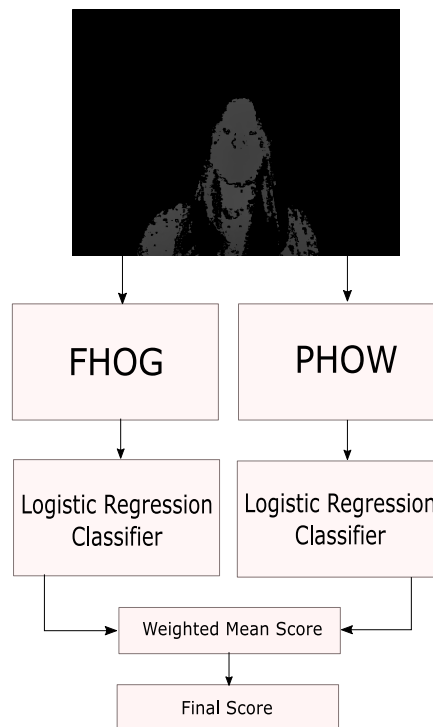 FHOG
PHOW
Logistic Regression
Classifier
Logistic Regression
Classifier
Weighted Mean Score
Final Score